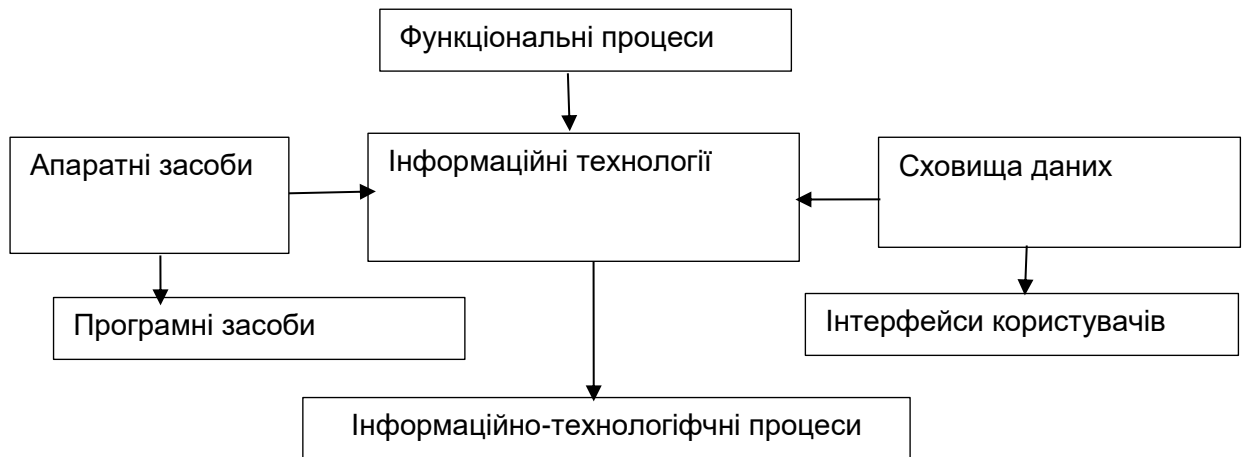 Функціональні процеси
Апаратні засоби
Інформаційні технології
Сховища даних
Програмні засоби
Інтерфейси користувачів
Інформаційно-технологіфчні процеси